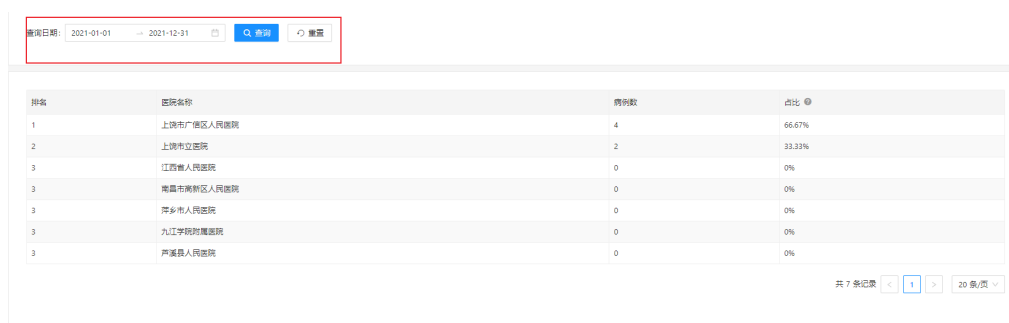 查询日期: 2021-01-01 → 2021-12-31 查询 重置
排名 医院名称 病例数 占比
1 上饶市广信区人民医院 4 66.67%
2 上饶市立医院 2 33.33%
3 江西省人民医院 0 0%
3 南昌市高新区人民医院 0 0%
3 萍乡市人民医院 0 0%
3 九江学院附属医院 0 0%
3 芦溪县人民医院 0 0%
共 7 条记录 < 1 > 20 条/页